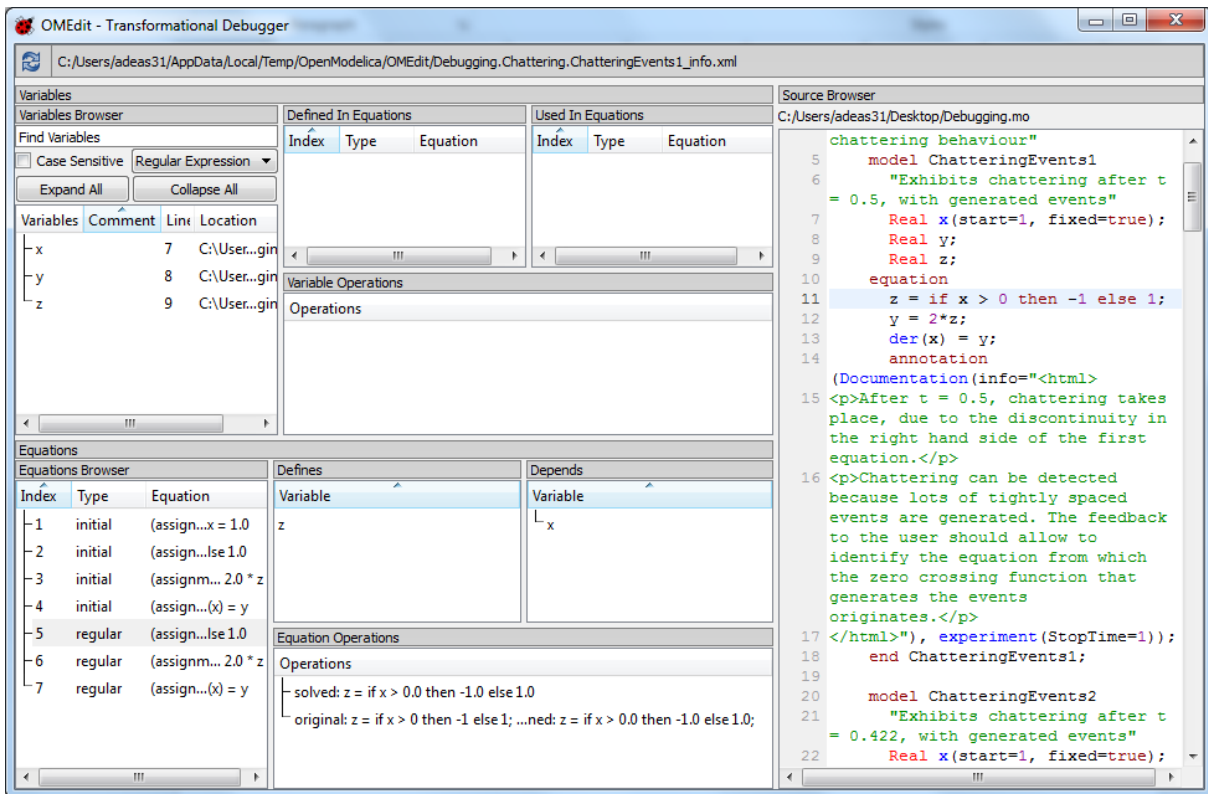 OMEdit - Transformational Debugger
C:/Users/adeas31/AppData/Local/Temp/OpenModelica/OMEdit/Debugging.Chattering.ChatteringEvents1_info.xml
Variables
Variables Browser
Find Variables
Case Sensitive Regular Expression
Expand All Collapse All
Variables Comment Line Location
x 7 C:\User...gin
y 8 C:\User...gin
z 9 C:\User...gin
Defined In Equations
Index Type Equation
Used In Equations
Index Type Equation
Variable Operations
Operations
Equations
Equations Browser
Index Type Equation
1 initial (assign...x = 1.0
2 initial (assign...lse 1.0
3 initial (assignm... 2.0 * z
4 initial (assign...(x) = y
5 regular (assign...lse 1.0
6 regular (assignm... 2.0 * z
7 regular (assign...(x) = y
Defines
Variable
z
Depends
Variable
x
Equation Operations
Operations
solved: z = if x > 0.0 then -1.0 else 1.0
original: z = if x > 0 then -1 else 1; ...ned: z = if x > 0.0 then -1.0 else 1.0;
Source Browser
C:/Users/adeas31/Desktop/Debugging.mo
chattering behaviour"
5 model ChatteringEvents1
6 "Exhibits chattering after t
= 0.5, with generated events"
7 Real x(start=1, fixed=true);
8 Real y;
9 Real z;
10 equation
11 z = if x > 0 then -1 else 1;
12 y = 2*z;
13 der(x) = y;
14 annotation
(Documentation(info="<html>
15 <p>After t = 0.5, chattering takes
place, due to the discontinuity in
the right hand side of the first
equation.</p>
16 <p>Chattering can be detected
because lots of tightly spaced
events are generated. The feedback
to the user should allow to
identify the equation from which
the zero crossing function that
generates the events
originates.</p>
17 </html>"), experiment(StopTime=1));
18 end ChatteringEvents1;
19
20 model ChatteringEvents2
21 "Exhibits chattering after t
= 0.422, with generated events"
22 Real x(start=1, fixed=true);